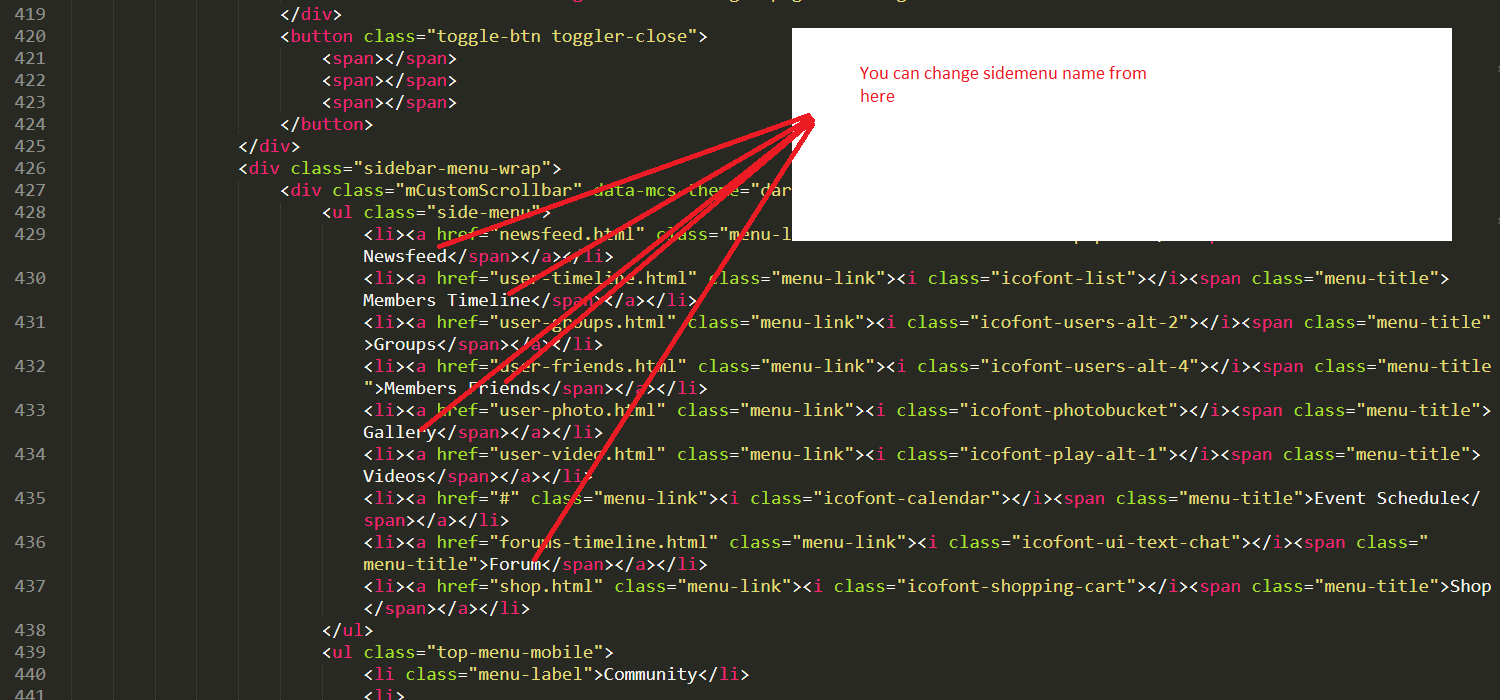 419 </div>
420 <button class="toggle-btn toggler-close">
You can change sidemenu name from
here
421 <span></span>
422 <span></span>
423 <span></span>
424 </button>
425 </div>
426 <div class="sidebar-menu-wrap">
427 <div class="mCustomScrollbar" data-mcs-theme="dar
428 <ul class="side-menu">
429 <li><a href="newsfeed.html" class="menu-l
Newsfeed</span></a></li>
430 <li><a href="user-timeline.html" class="menu-link"><i class="icofont-list"></i><span class="menu-title">
Members Timeline</span></a></li>
431 <li><a href="user-groups.html" class="menu-link"><i class="icofont-users-alt-2"></i><span class="menu-title"
>Groups</span></a></li>
432 <li><a href="user-friends.html" class="menu-link"><i class="icofont-users-alt-4"></i><span class="menu-title
">Members Friends</span></a></li>
433 <li><a href="user-photo.html" class="menu-link"><i class="icofont-photobucket"></i><span class="menu-title">
Gallery</span></a></li>
434 <li><a href="user-video.html" class="menu-link"><i class="icofont-play-alt-1"></i><span class="menu-title">
Videos</span></a></li>
435 <li><a href="#" class="menu-link"><i class="icofont-calendar"></i><span class="menu-title">Event Schedule</
span></a></li>
436 <li><a href="forums-timeline.html" class="menu-link"><i class="icofont-ui-text-chat"></i><span class="
menu-title">Forum</span></a></li>
437 <li><a href="shop.html" class="menu-link"><i class="icofont-shopping-cart"></i><span class="menu-title">Shop
</span></a></li>
438 </ul>
439 <ul class="top-menu-mobile">
440 <li class="menu-label">Community</li>
441 <li>